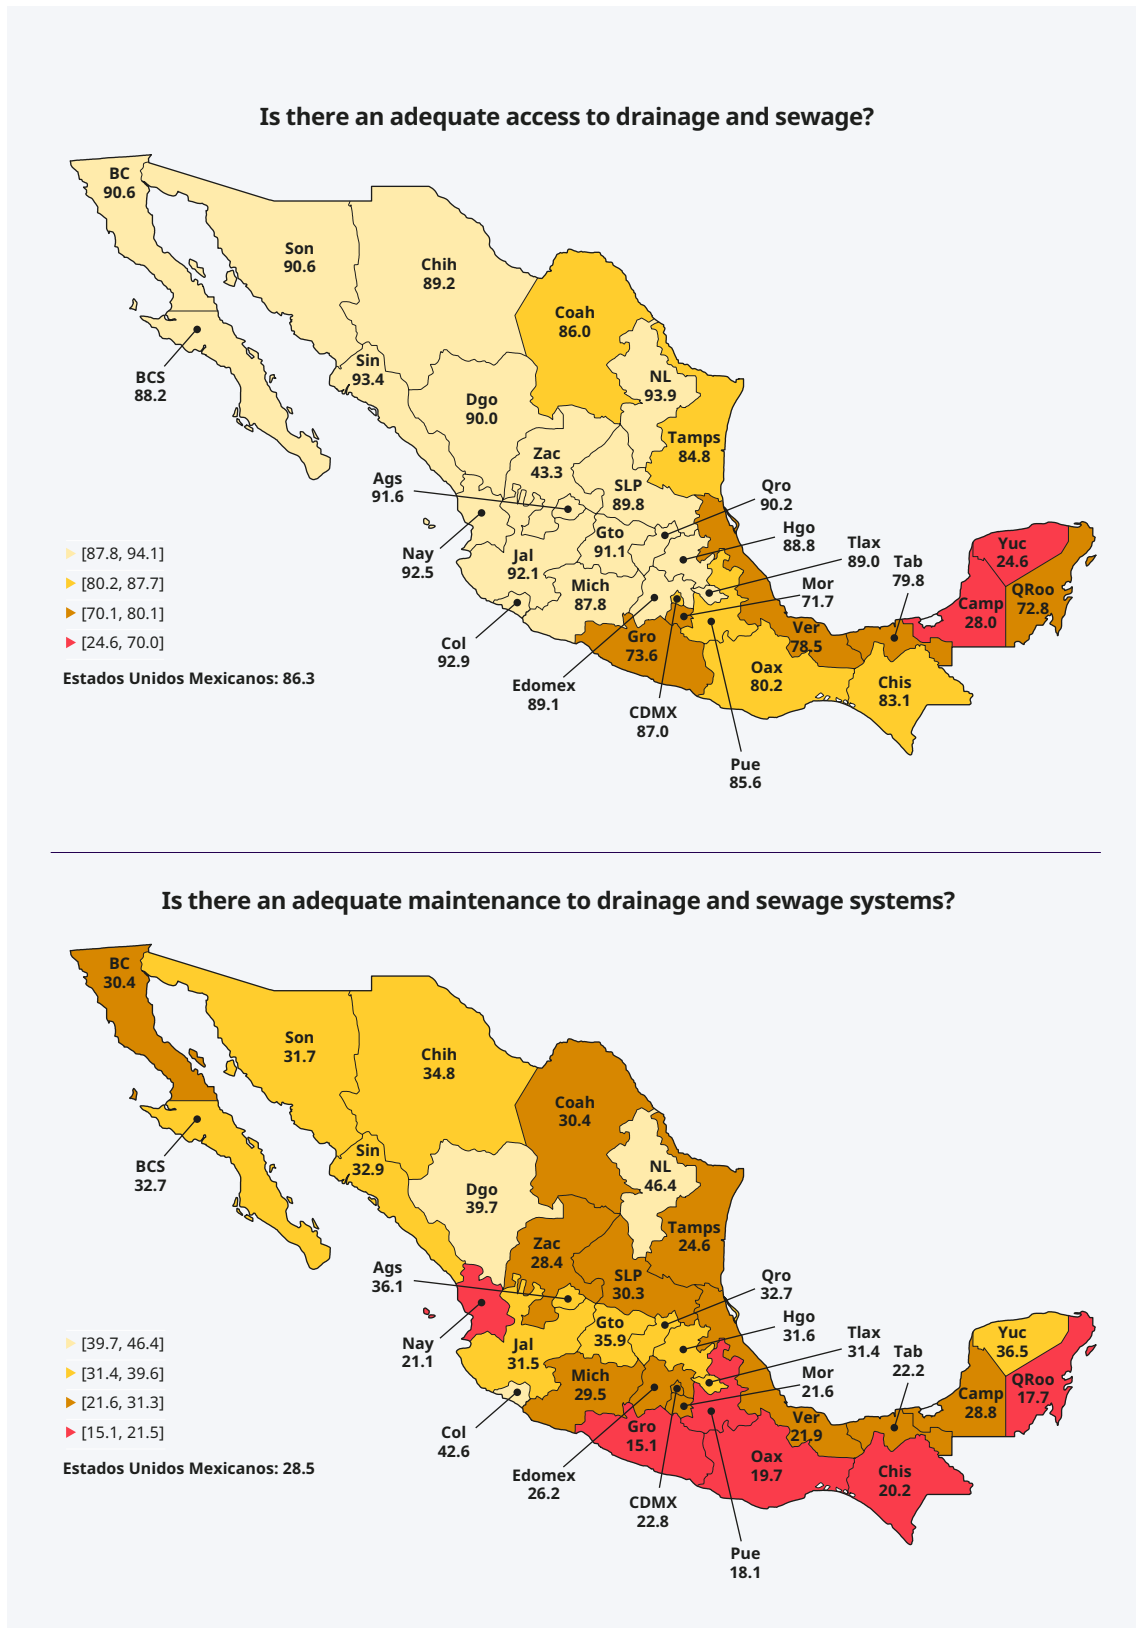 Is there an adequate access to drainage and sewage?
BC
90.6
Son
90.6
Chih
89.2
Coah
86.0
BCS
88.2
Sin
93.4
NL
93.9
Dgo
90.0
Tamps
84.8
Zac
43.3
Ags
91.6
SLP
89.8
Qro
90.2
Hgo
88.8
Gto
91.1
Nay
92.5
Jal
92.1
Tlax
89.0
Tab
79.8
Yuc
24.6
Mich
87.8
Mor
71.7
Camp
28.0
QRoo
72.8
Col
92.9
Gro
73.6
Ver
78.5
Oax
80.2
Chis
83.1
Edomex
89.1
CDMX
87.0
Pue
85.6
[87.8, 94.1]
[80.2, 87.7]
[70.1, 80.1]
[24.6, 70.0]
Estados Unidos Mexicanos: 86.3
Is there an adequate maintenance to drainage and sewage systems?
BC
30.4
Son
31.7
Chih
34.8
Coah
30.4
BCS
32.7
Sin
32.9
NL
46.4
Dgo
39.7
Tamps
24.6
Zac
28.4
Ags
36.1
SLP
30.3
Qro
32.7
Hgo
31.6
Gto
35.9
Nay
21.1
Jal
31.5
Tlax
31.4
Tab
22.2
Yuc
36.5
Mich
29.5
Mor
21.6
Camp
28.8
QRoo
17.7
Col
42.6
Gro
15.1
Ver
21.9
Oax
19.7
Chis
20.2
Edomex
26.2
CDMX
22.8
Pue
18.1
[39.7, 46.4]
[31.4, 39.6]
[21.6, 31.3]
[15.1, 21.5]
Estados Unidos Mexicanos: 28.5